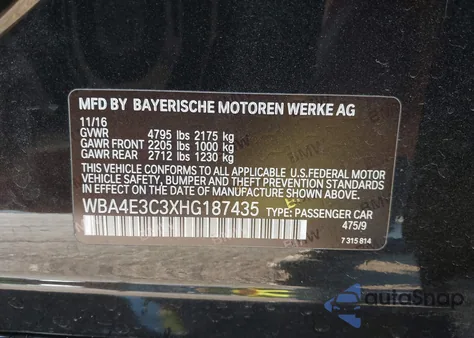 MFD BY BAYERISCHE MOTOREN WERKE AG
11/16
GVWR 4795 lbs 2175 kg
GAWR FRONT 2205 lbs 1000 kg
GAWR REAR 2712 lbs 1230 kg
THIS VEHICLE CONFORMS TO ALL APPLICABLE U.S.FEDERAL MOTOR
VEHICLE SAFETY, BUMPER, AND THEFT PREVENTION STANDARDS
IN EFFECT ON THE DATE OF MANUFACTURE SHOWN ABOVE.
WBA4E3C3XHG187435 TYPE: PASSENGER CAR
475/9
7 315 814
autoSnap